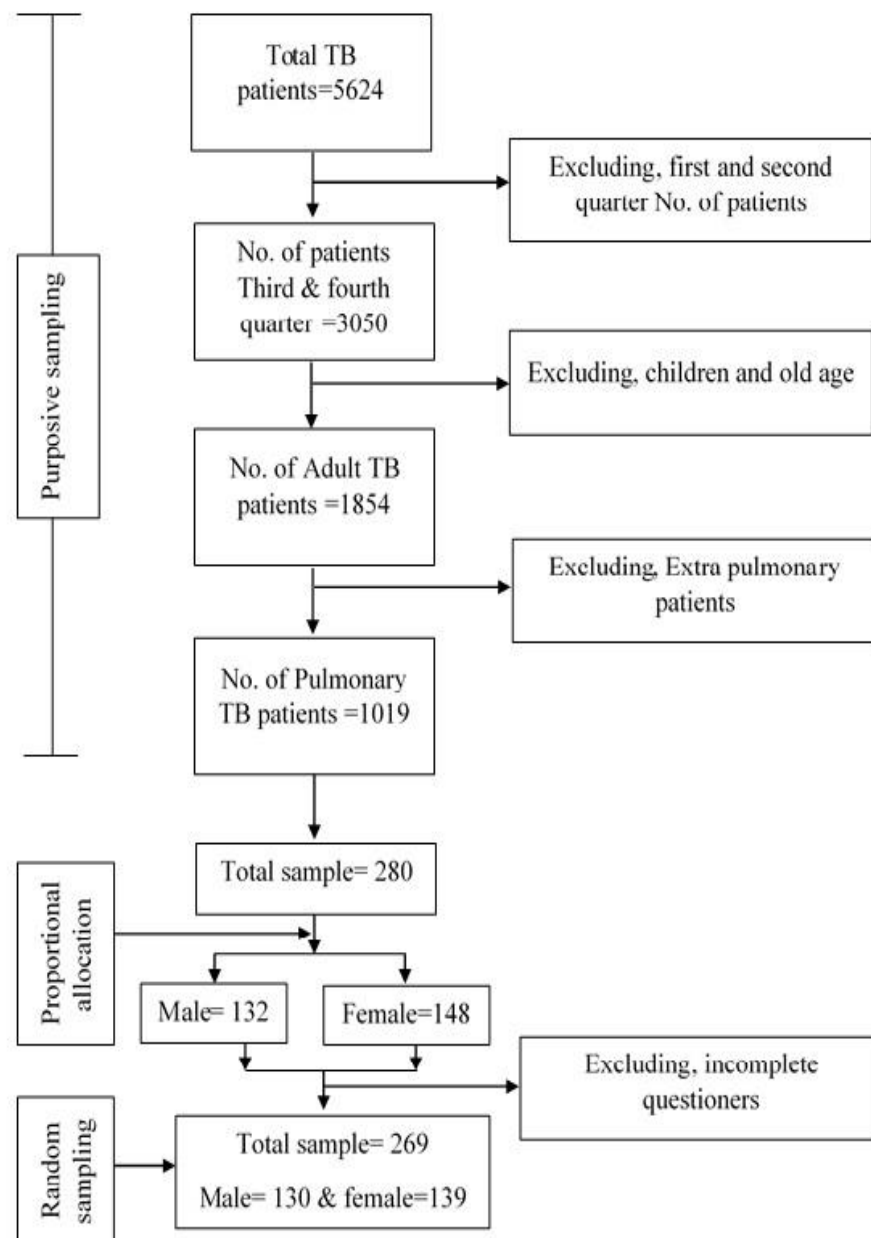 Total TB
patients=5624
Excluding, first and second
quarter No. of patients
No. of patients
Third & fourth
quarter =3050
Purposive sampling
Excluding, children and old age
No. of Adult TB
patients =1854
Excluding, Extra pulmonary
patients
No. of Pulmonary
TB patients =1019
Total sample= 280
Proportional
allocation
Male= 132
Female=148
Excluding, incomplete
questioners
Random
sampling
Total sample= 269
Male= 130 & female=139